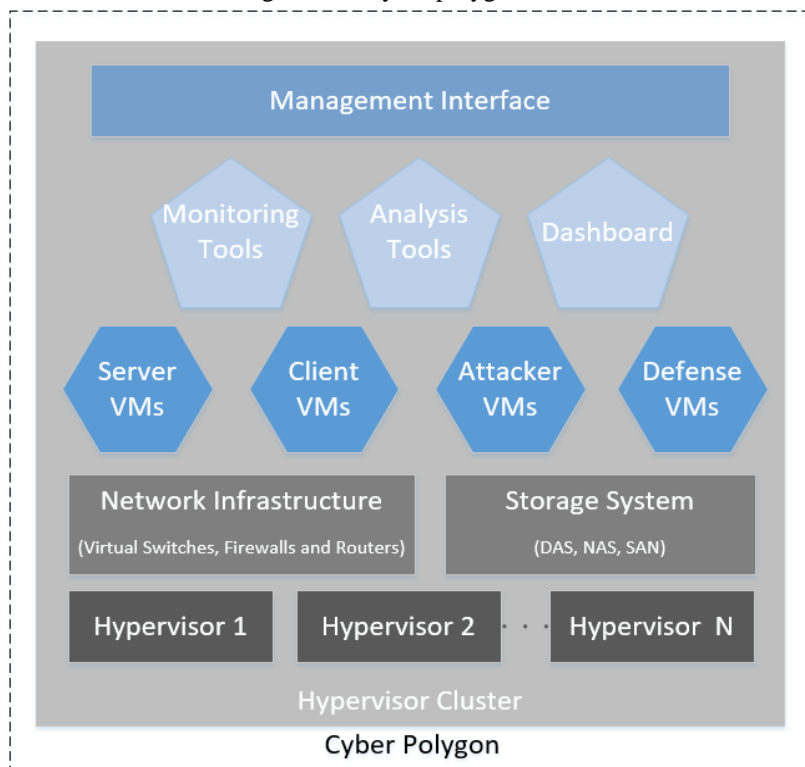 Management Interface
Monitoring
Tools
Analysis
Tools
Dashboard
Server
VMs
Client
VMs
Attacker
VMs
Defense
VMs
Network Infrastructure
(Virtual Switches, Firewalls and Routers)
Storage System
(DAS, NAS, SAN)
Hypervisor 1
Hypervisor 2
. . .
Hypervisor N
Hypervisor Cluster
Cyber Polygon